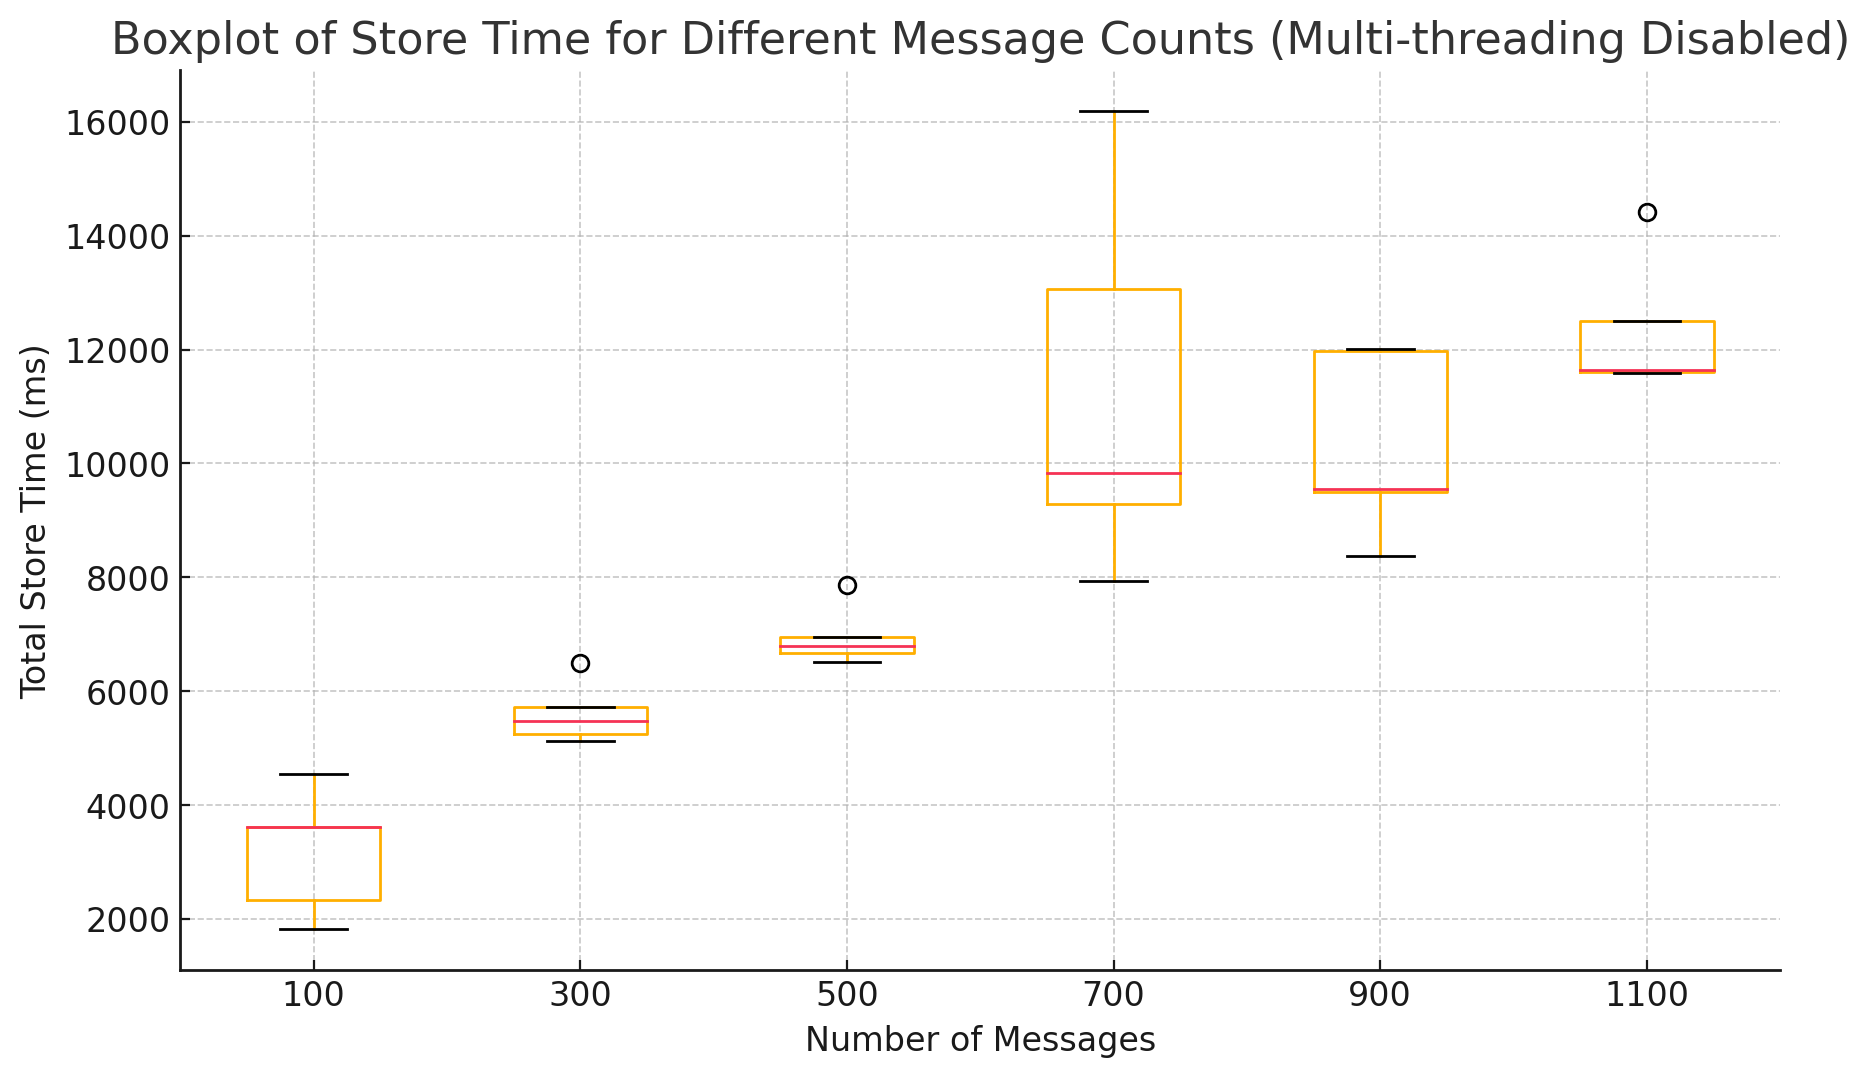 Boxplot of Store Time for Different Message Counts (Multi-threading Disabled)
Total Store Time (ms)
16000
14000
12000
10000
8000
6000
4000
2000
100 300 500 700 900 1100
Number of Messages